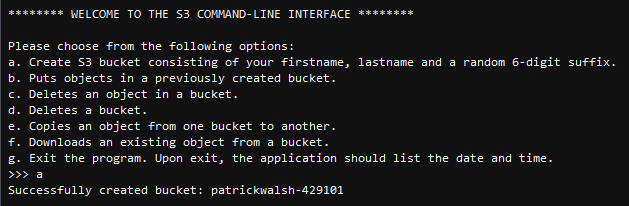 ******** WELCOME TO THE S3 COMMAND-LINE INTERFACE ********
Please choose from the following options:
a. Create S3 bucket consisting of your firstname, lastname and a random 6-digit suffix.
b. Puts objects in a previously created bucket.
c. Deletes an object in a bucket.
d. Deletes a bucket.
e. Copies an object from one bucket to another.
f. Downloads an existing object from a bucket.
g. Exit the program. Upon exit, the application should list the date and time.
>>> a
Successfully created bucket: patrickwalsh-429101